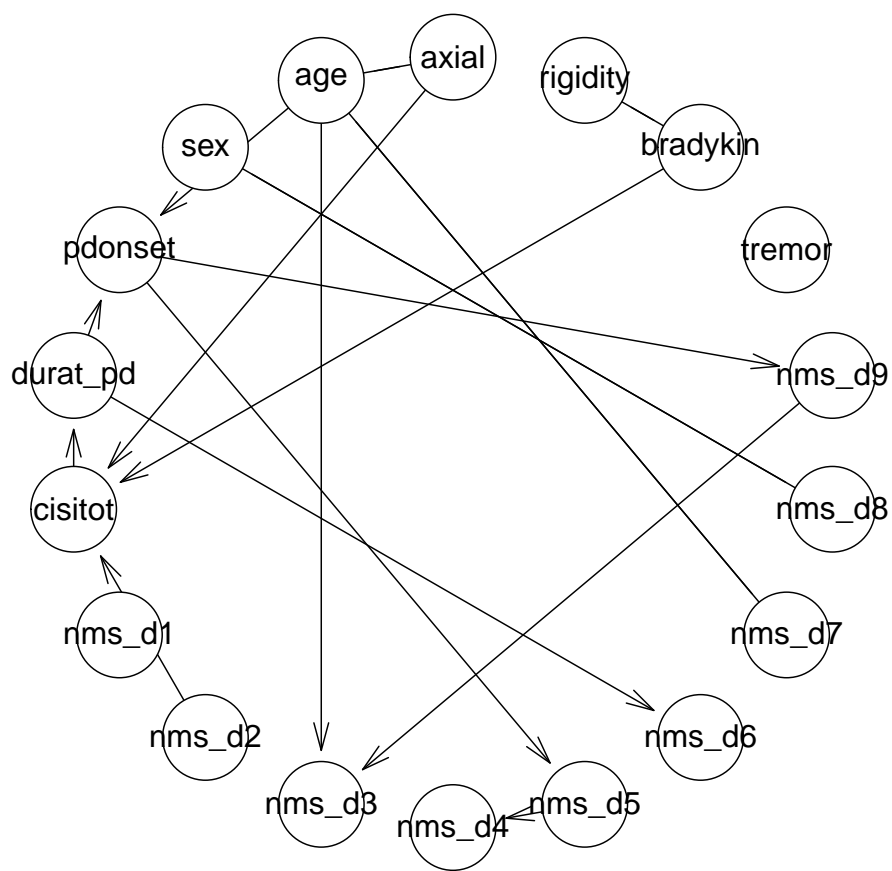 axial
age
rigidity
sex
bradykin
pdonset
tremor
durat_pd
nms_d9
cisitot
nms_d8
nms_d1
nms_d7
nms_d2
nms_d6
nms_d3
nms_d5
nms_d4